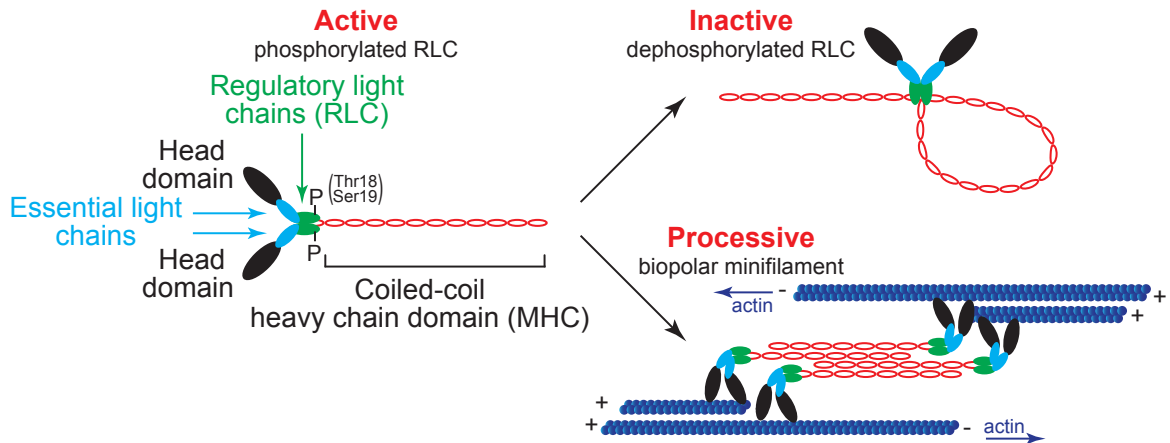 Active
phosphorylated RLC
Regulatory light
chains (RLC)
Head
domain
P
(Thr18
Ser19)
Essential light
chains
P
Head
domain
Coiled-coil
heavy chain domain (MHC)
Inactive
dephosphorylated RLC
Processive
biopolar minifilament
actin
-
+
+
+
+
-
actin